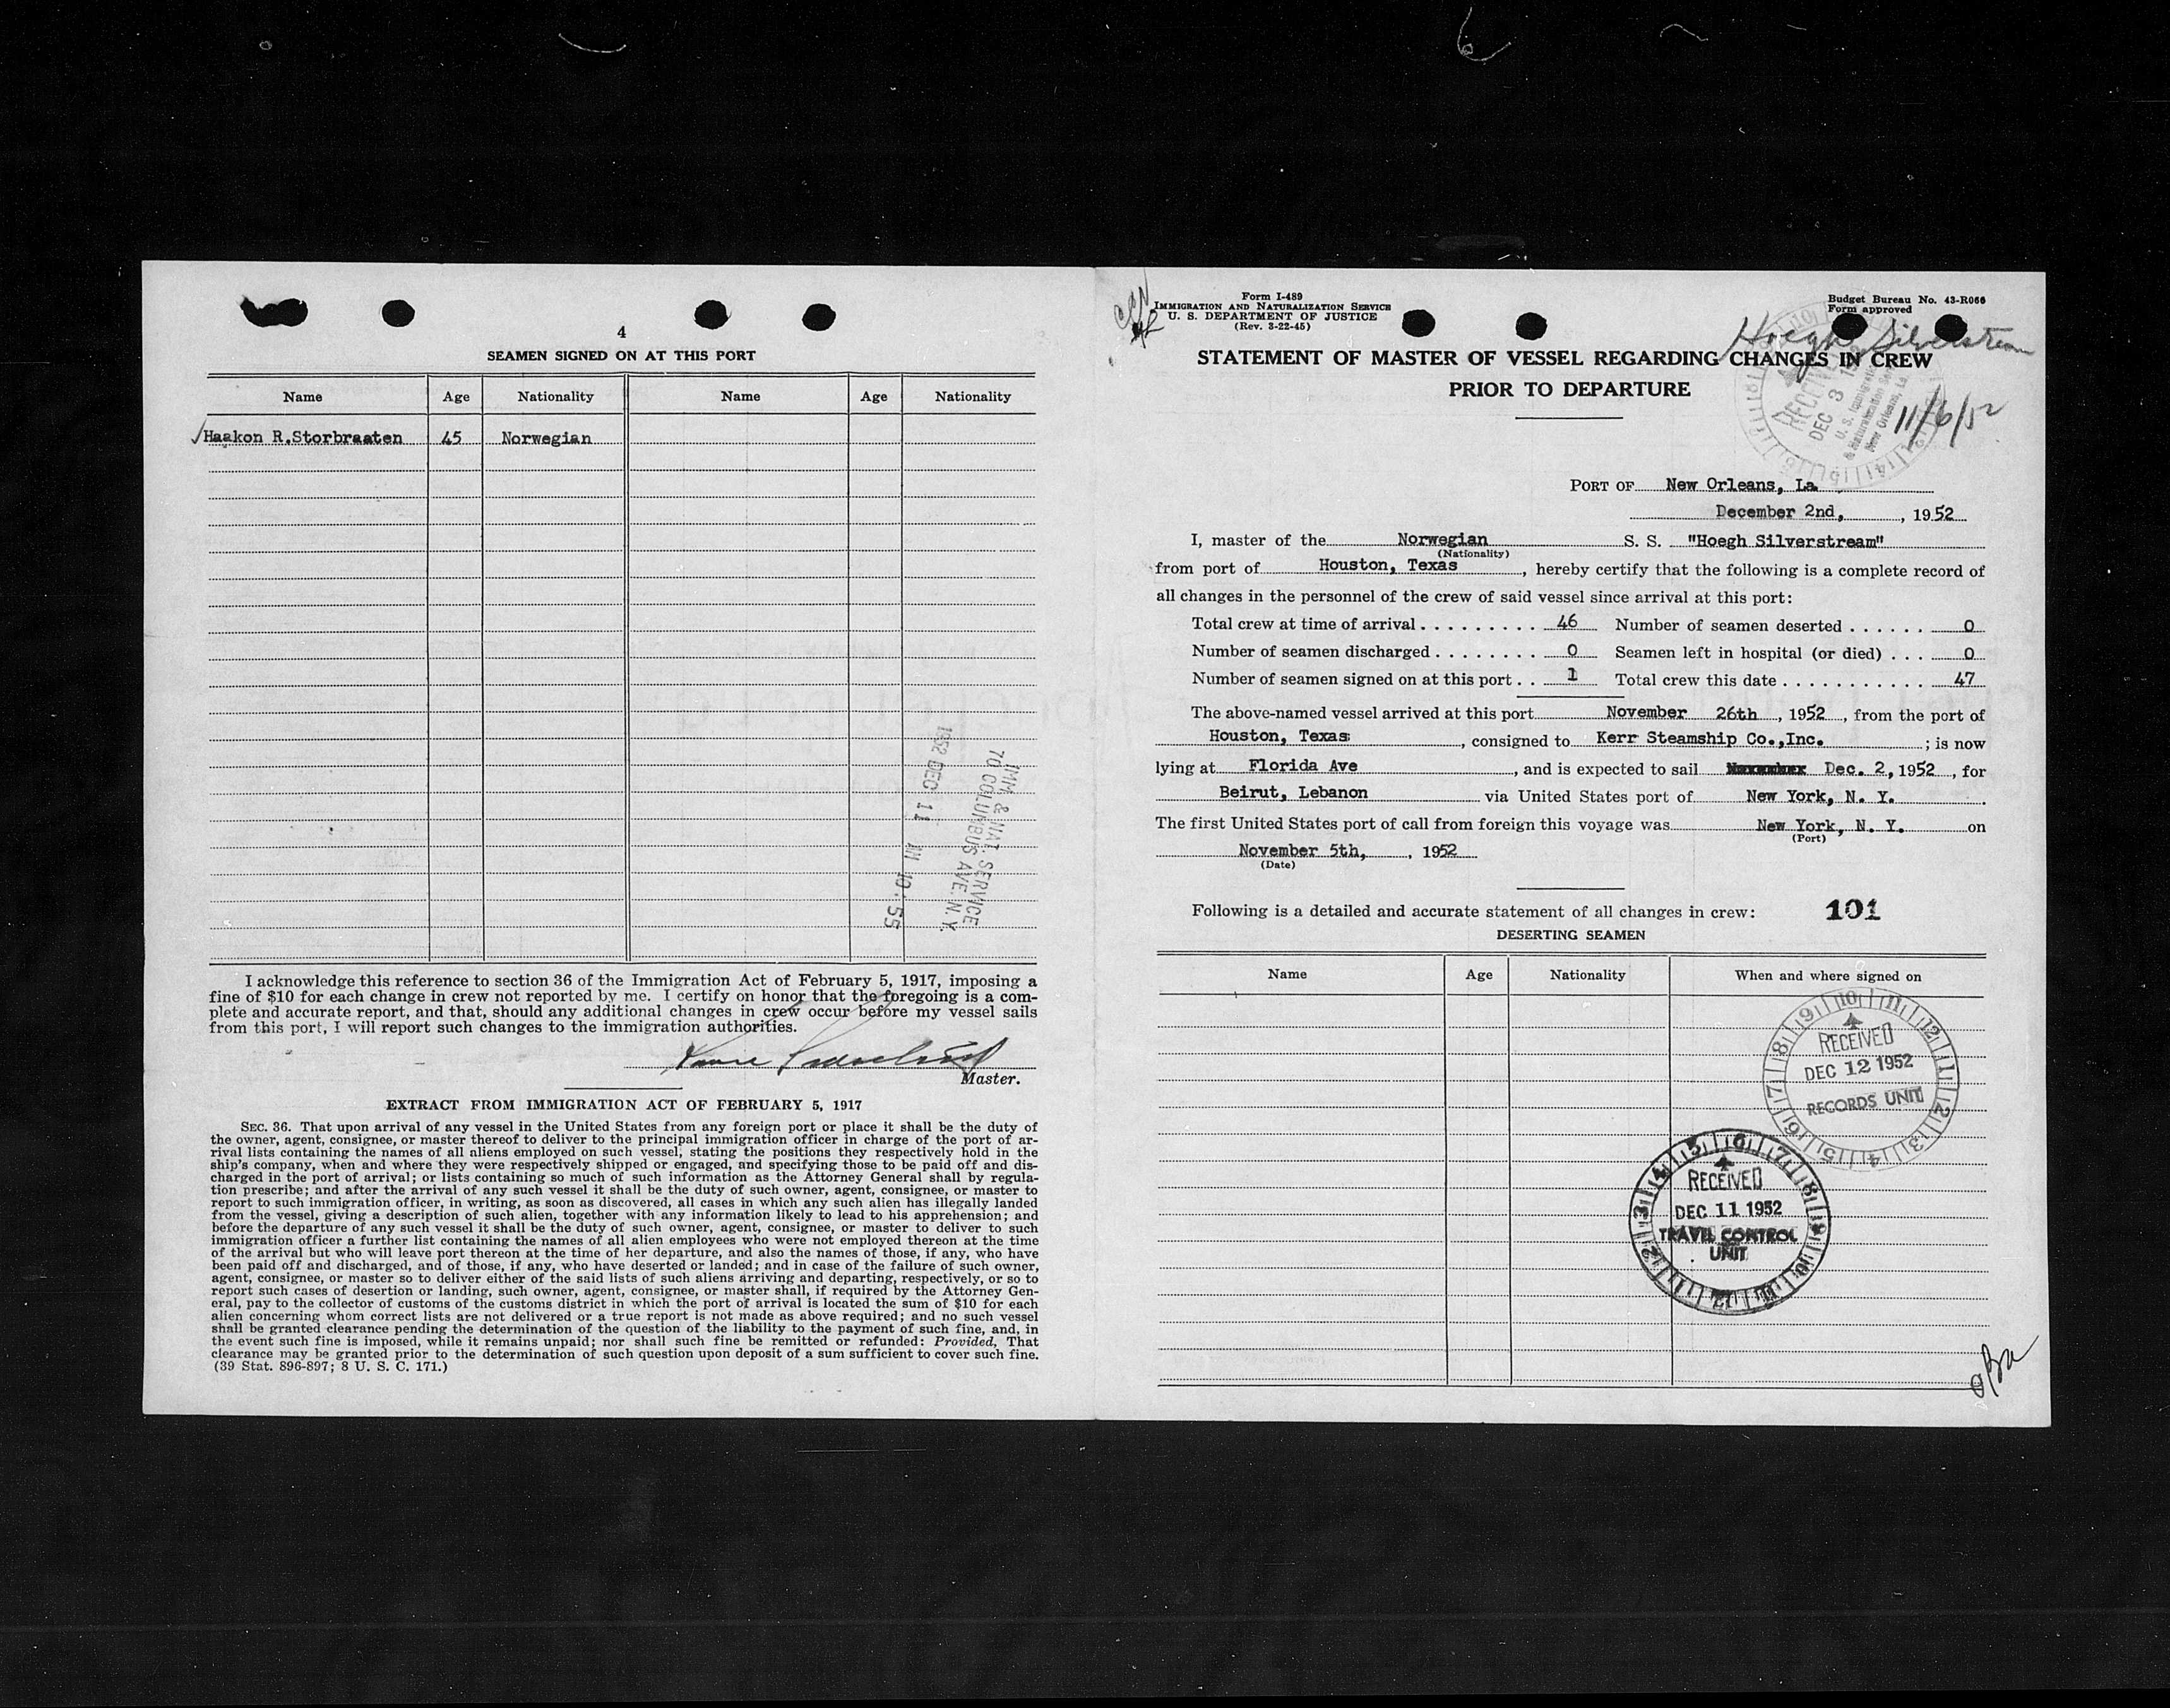 4
SEAMEN SIGNED ON AT THIS PORT
Name Age Nationality Name Age Nationality
Haakon R.Storbraaten 45 Norwegian
IMM & NAT. SERVICE
70 COLUMBUS AVE. N.Y.
1952 DEC 11 10:55
I acknowledge this reference to section 36 of the Immigration Act of February 5, 1917, imposing a
fine of $10 for each change in crew not reported by me. I certify on honor that the foregoing is a com-
plete and accurate report, and that, should any additional changes in crew occur before my vessel sails
from this port, I will report such changes to the immigration authorities.
Master.
EXTRACT FROM IMMIGRATION ACT OF FEBRUARY 5, 1917
SEC. 36. That upon arrival of any vessel in the United States from any foreign port or place it shall be the duty of
the owner, agent, consignee, or master thereof to deliver to the principal immigration officer in charge of the port of ar-
rival lists containing the names of all aliens employed on such vessel, stating the positions they respectively hold in the
ship's company, when and where they were respectively shipped or engaged, and specifying those to be paid off and dis-
charged in the port of arrival; or lists containing so much of such information as the Attorney General shall by regula-
tion prescribe; and after the arrival of any such vessel it shall be the duty of such owner, agent, consignee, or master to
report to such immigration officer, in writing, as soon as discovered, all cases in which any such alien has illegally landed
from the vessel, giving a description of such alien, together with any information likely to lead to his apprehension; and
before the departure of any such vessel it shall be the duty of such owner, agent, consignee, or master to deliver to such
immigration officer a further list containing the names of all alien employees who were not employed thereon at the time
of the arrival but who will leave port thereon at the time of her departure, and also the names of those, if any, who have
been paid off and discharged, and of those, if any, who have deserted or landed; and in case of the failure of such owner,
agent, consignee, or master so to deliver either of the said lists of such aliens arriving and departing, respectively, or so to
report such cases of desertion or landing, such owner, agent, consignee, or master shall, if required by the Attorney Gen-
eral, pay to the collector of customs of the customs district in which the port of arrival is located the sum of $10 for each
alien concerning whom correct lists are not delivered or a true report is not made as above required; and no such vessel
shall be granted clearance pending the determination of the question of the liability to the payment of such fine, and, in
the event such fine is imposed, while it remains unpaid; nor shall such fine be remitted or refunded: Provided, That
clearance may be granted prior to the determination of such question upon deposit of a sum sufficient to cover such fine.
(39 Stat. 896-897; 8 U. S. C. 171.)
Form I-489
IMMIGRATION AND NATURALIZATION SERVICE
U. S. DEPARTMENT OF JUSTICE
(Rev. 3-22-45)
Budget Bureau No. 43-R066
Form approved
Hoegh Silverstream
STATEMENT OF MASTER OF VESSEL REGARDING CHANGES IN CREW
PRIOR TO DEPARTURE
RECEIVED
DEC 3
U. S. Immigration
& Naturalization
New Orleans, La.
11/6/52
PORT OF New Orleans, La.
December 2nd, , 1952
I, master of the Norwegian S. S. "Hoegh Silverstream"
(Nationality)
from port of Houston, Texas , hereby certify that the following is a complete record of
all changes in the personnel of the crew of said vessel since arrival at this port:
Total crew at time of arrival . . . . . . . . . . 46 Number of seamen deserted . . . . . . 0
Number of seamen discharged . . . . . . . . 0 Seamen left in hospital (or died) . . . 0
Number of seamen signed on at this port . . 1 Total crew this date . . . . . . . . . . . . 47
The above-named vessel arrived at this port November 26th , 1952 , from the port of
Houston, Texas , consigned to Kerr Steamship Co.,Inc. ; is now
lying at Florida Ave , and is expected to sail Dec. 2, 1952 , for
Beirut, Lebanon via United States port of New York, N. Y. .
The first United States port of call from foreign this voyage was New York, N. Y. on
(Port)
November 5th, , 1952
(Date)
Following is a detailed and accurate statement of all changes in crew: 101
DESERTING SEAMEN
Name Age Nationality When and where signed on
RECEIVED
DEC 12 1952
RECORDS UNIT
RECEIVED
DEC 11 1952
TRAVEL CONTROL
UNIT